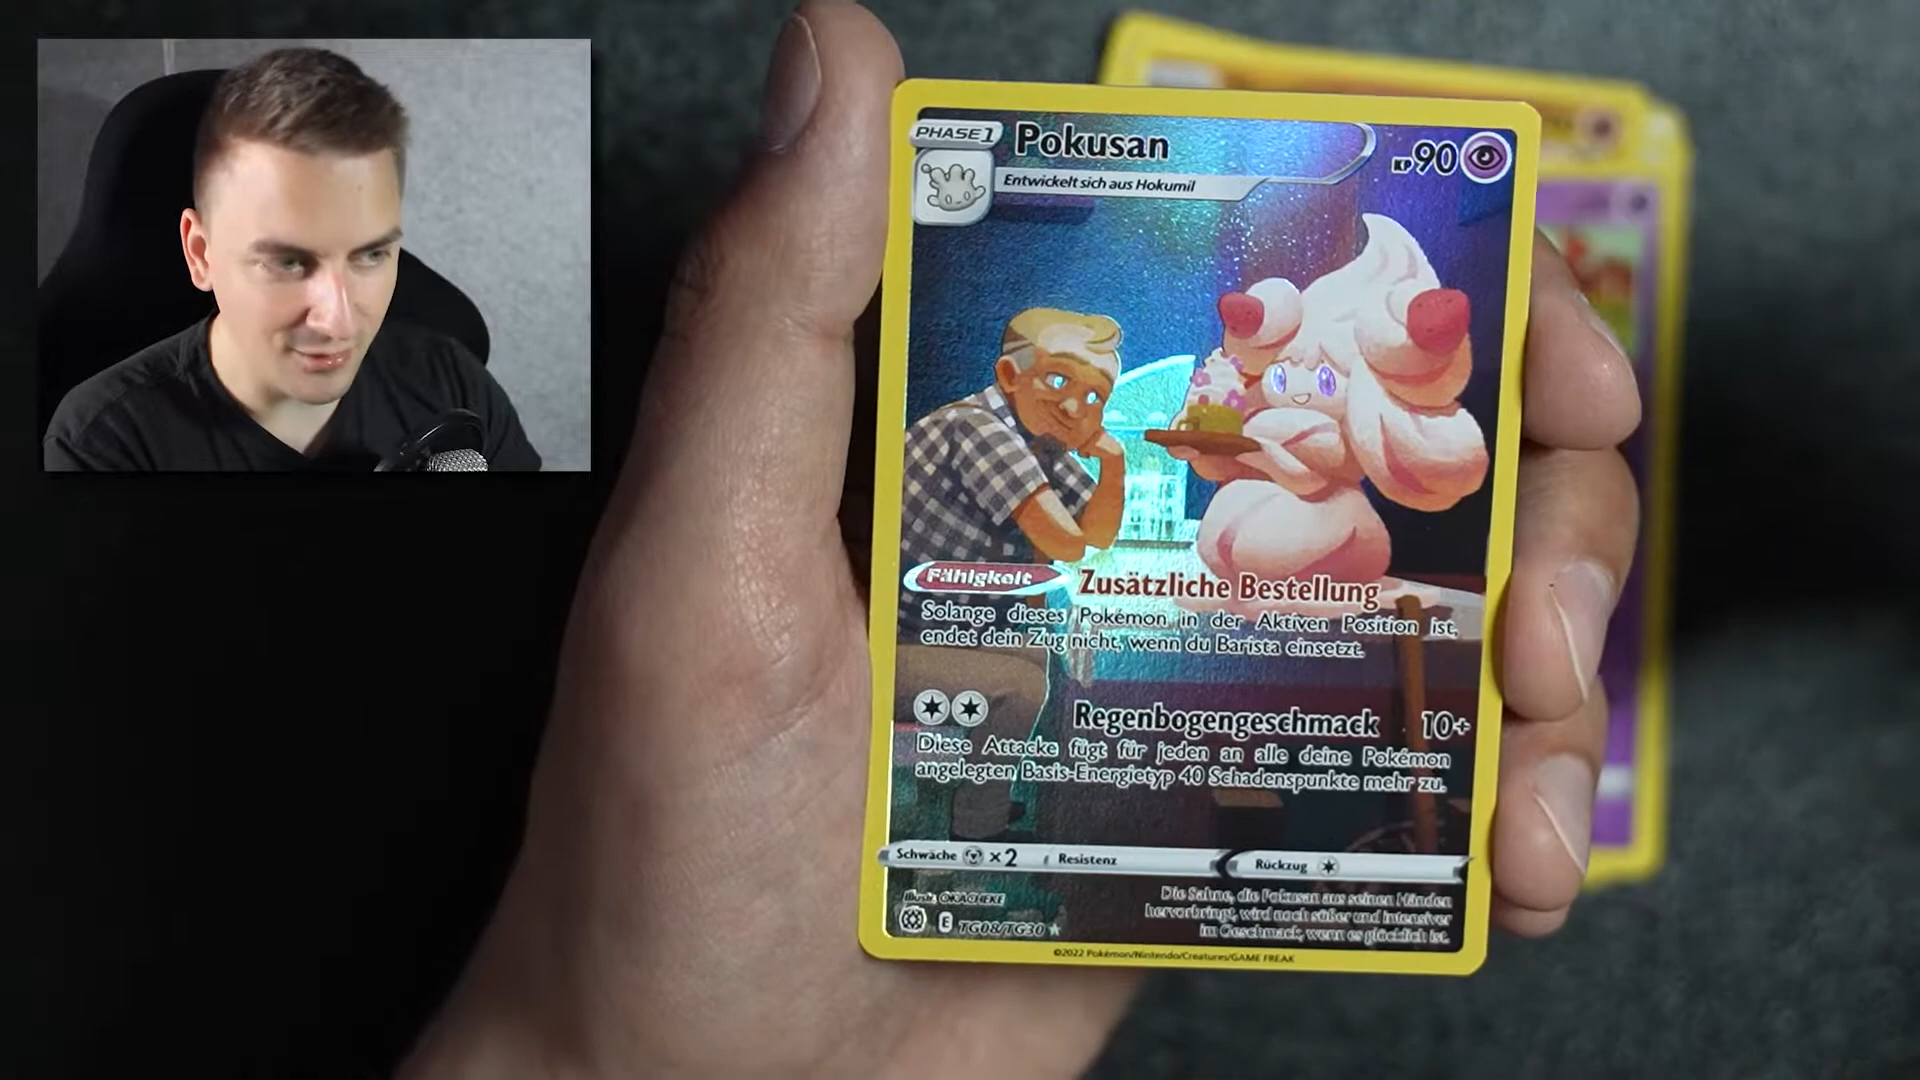 PHASE 1
Pokusan
KP 90
Entwickelt sich aus Hokumil
Fähigkeit Zusätzliche Bestellung
Solange dieses Pokémon in der Aktiven Position ist,
endet dein Zug nicht, wenn du Barista einsetzt.
Regenbogengeschmack 10+
Diese Attacke fügt für jeden an alle deine Pokémon
angelegten Basis-Energietyp 40 Schadenspunkte mehr zu.
Schwäche ×2 Resistenz Rückzug
Illustr. OKACHEKE
E TG08/TG30
Die Sahne, die Pokusan aus seinen Händen
hervorbringt, wird noch süßer und intensiver
im Geschmack, wenn es glücklich ist.
©2022 Pokémon/Nintendo/Creatures/GAME FREAK